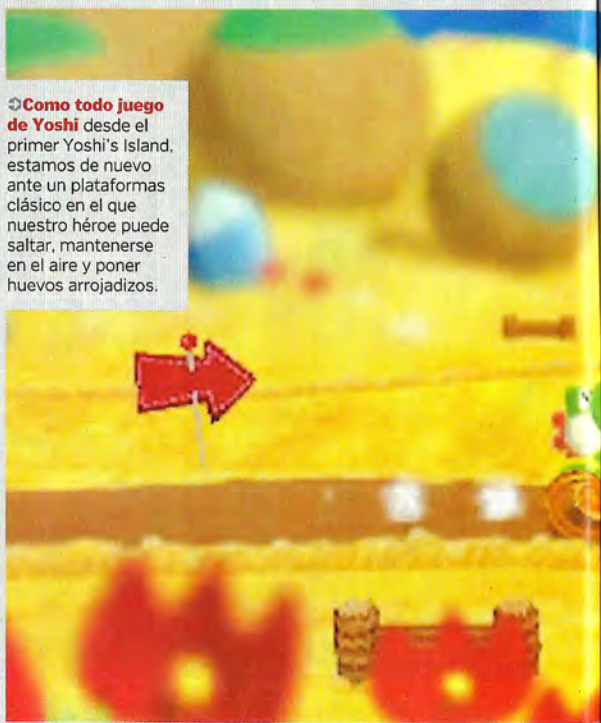 ➲Como todo juego
de Yoshi desde el
primer Yoshi's Island,
estamos de nuevo
ante un plataformas
clásico en el que
nuestro héroe puede
saltar, mantenerse
en el aire y poner
huevos arrojadizos.